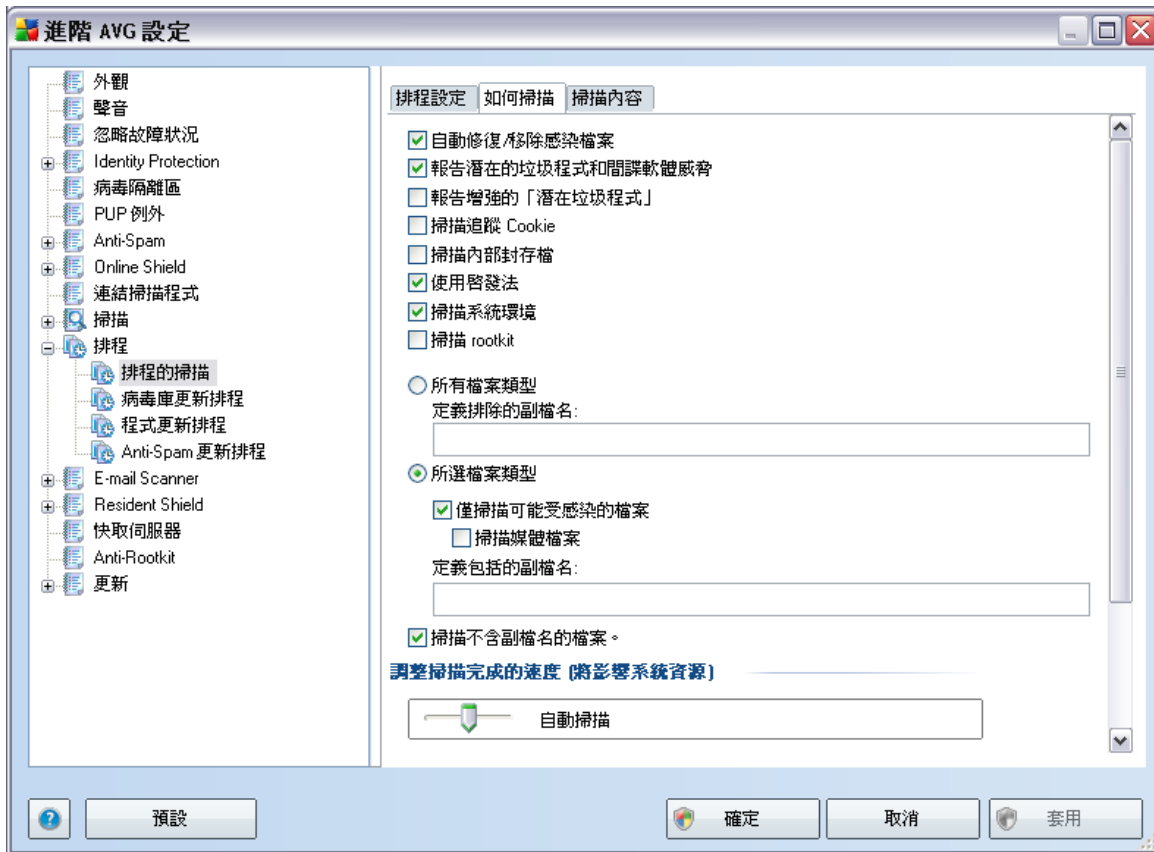 進階 AVG 設定
外觀
聲音
忽略故障狀況
Identity Protection
病毒隔離區
PUP 例外
Anti-Spam
Online Shield
連結掃描程式
掃描
排程
排程的掃描
病毒庫更新排程
程式更新排程
Anti-Spam 更新排程
E-mail Scanner
Resident Shield
快取伺服器
Anti-Rootkit
更新
排程設定 如何掃描 掃描內容
自動修復/移除感染檔案
報告潛在的垃圾程式和間諜軟體威脅
報告增強的「潛在垃圾程式」
掃描追蹤 Cookie
掃描內部封存檔
使用啓發法
掃描系統環境
掃描 rootkit
所有檔案類型
定義排除的副檔名:
所選檔案類型
僅掃描可能受感染的檔案
掃描媒體檔案
定義包括的副檔名:
掃描不含副檔名的檔案。
調整掃描完成的速度 (將影響系統資源)
自動掃描
預設 確定 取消 套用